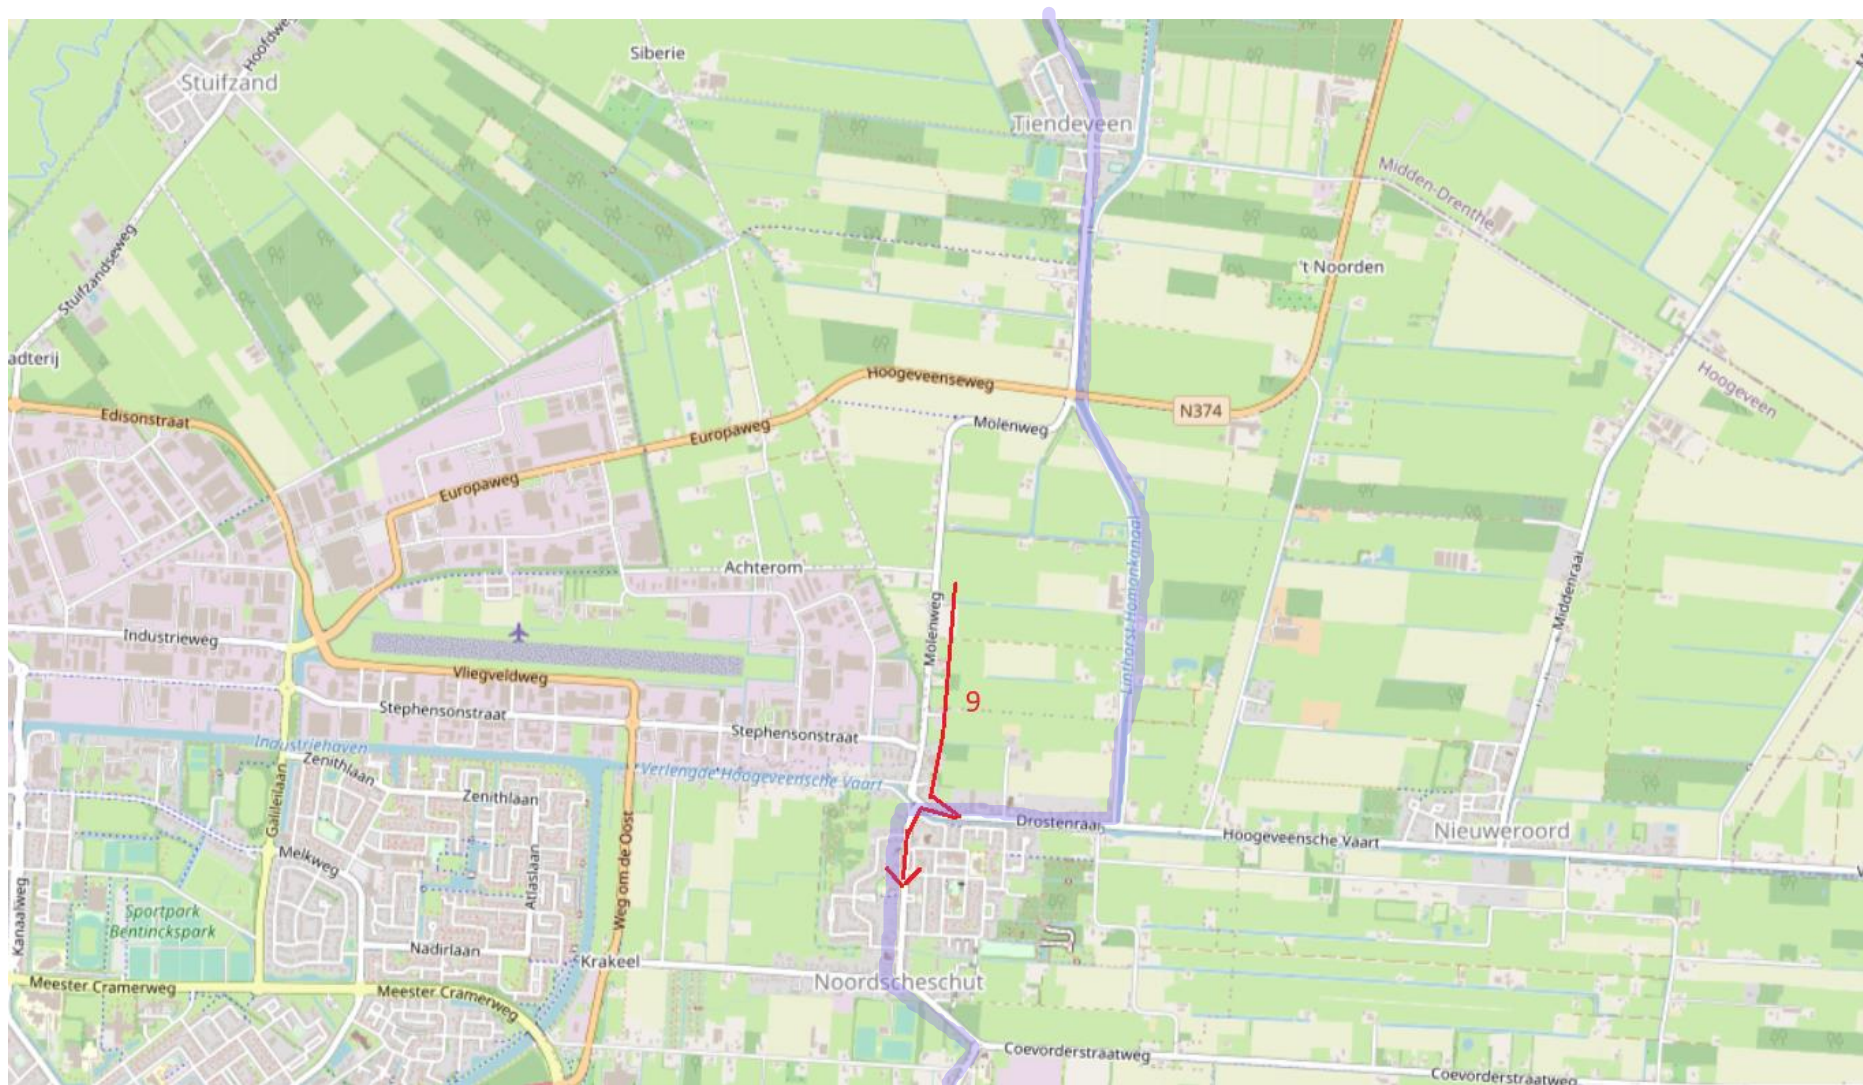 Hoofdweg
Siberie
Stuifzand
Tiendeveen
Midden-Drenthe
Stuifzandseweg
't Noorden
adterij
Hoogeveenseweg
Hoogeveen
N374
Edisonstraat
Europaweg
Molenweg
Europaweg
Achterom
Linthorst Homankanaal
Middenraai
Industrieweg
Molenweg
Vliegveldweg
9
Stephensonstraat
Stephensonstraat
Industriehaven
Zenithlaan
Verlengde Hoogeveensche Vaart
Zenithlaan
Galileilaan
Drostenraai
Hoogeveensche Vaart
Nieuweroord
Melkweg
Atlaslaan
Weg om de Oost
Kanaalweg
Sportpark
Bentinckspark
Nadirlaan
Krakeel
Noordscheschut
Meester Cramerweg
Meester Cramerweg
Coevorderstraatweg
Coevorderstraatweg